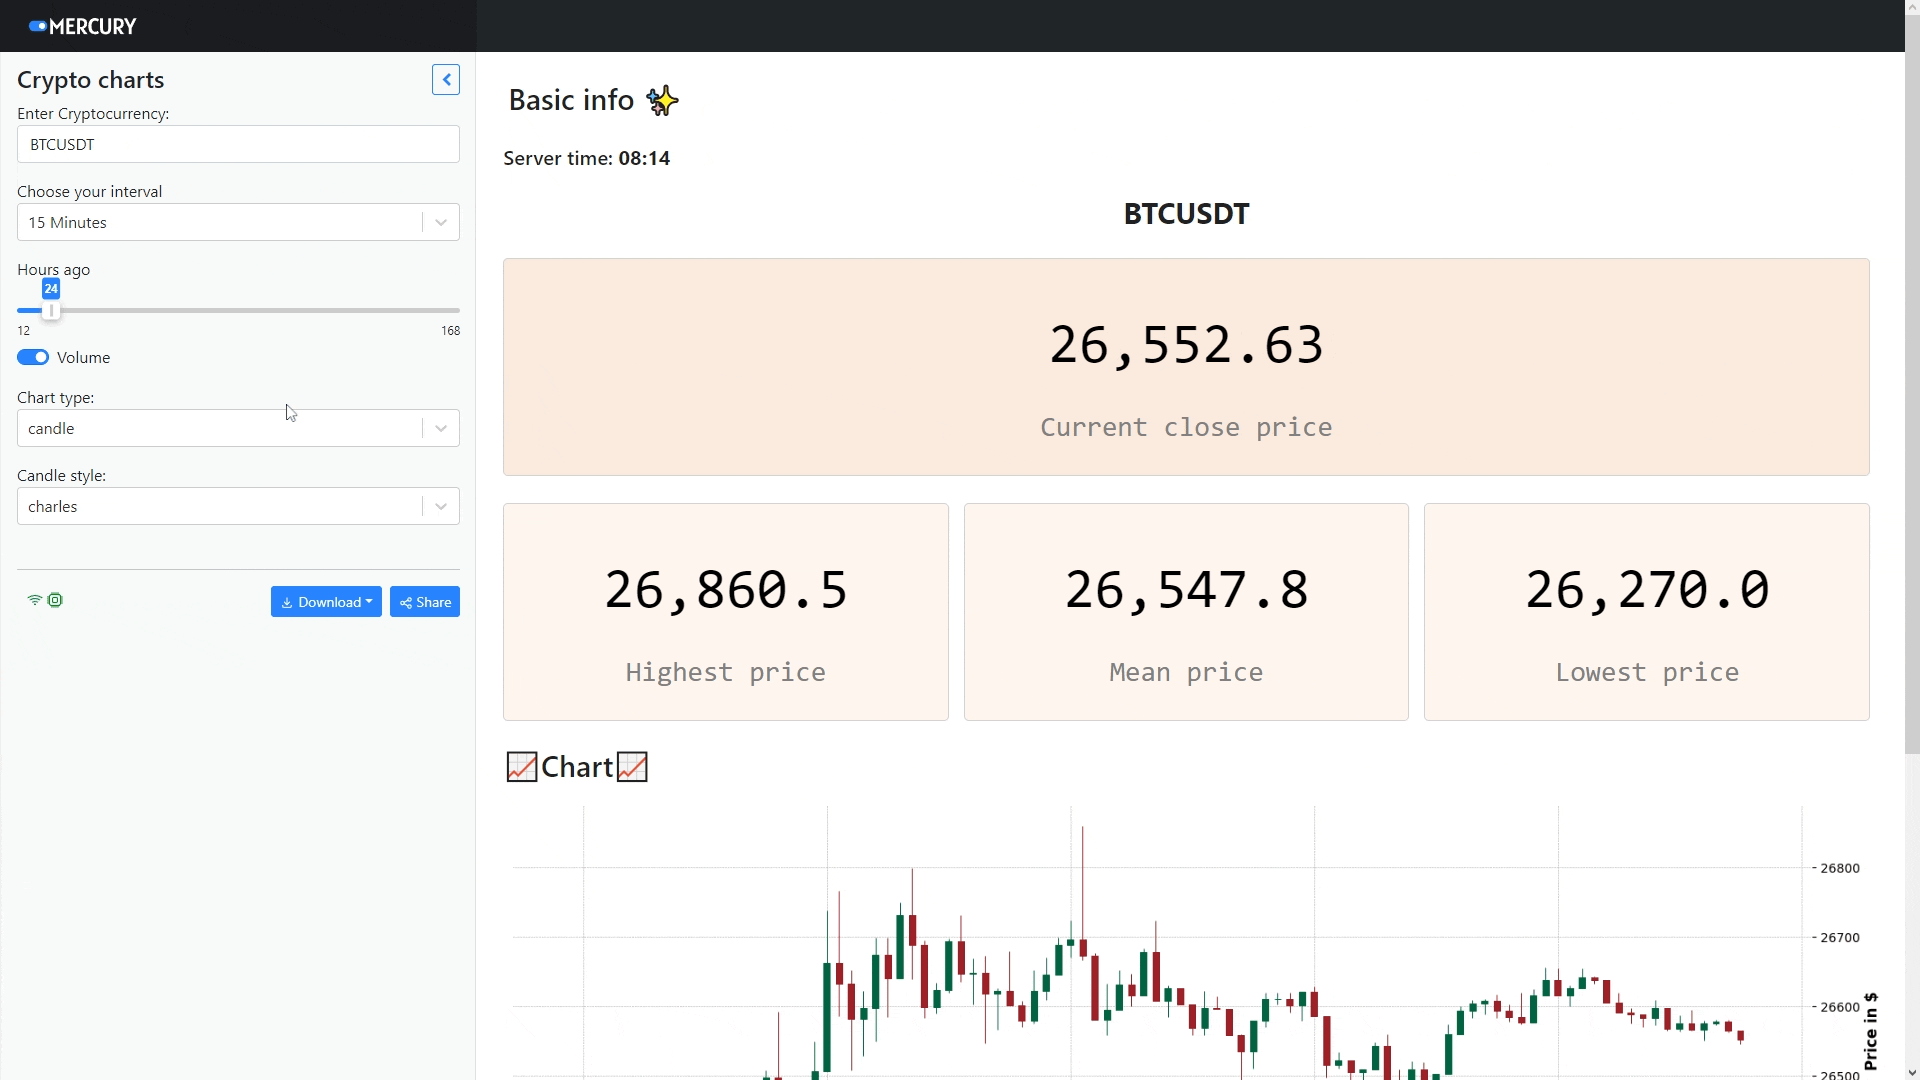 MERCURY
Crypto charts
Enter Cryptocurrency:
BTCUSDT
Choose your interval
15 Minutes
Hours ago
24
12
168
Volume
Chart type:
candle
Candle style:
charles
Download
Share
Basic info ✨
Server time: 08:14
BTCUSDT
26,552.63
Current close price
26,860.5
Highest price
26,547.8
Mean price
26,270.0
Lowest price
📈Chart📈
26800
26700
26600
26500
Price in $